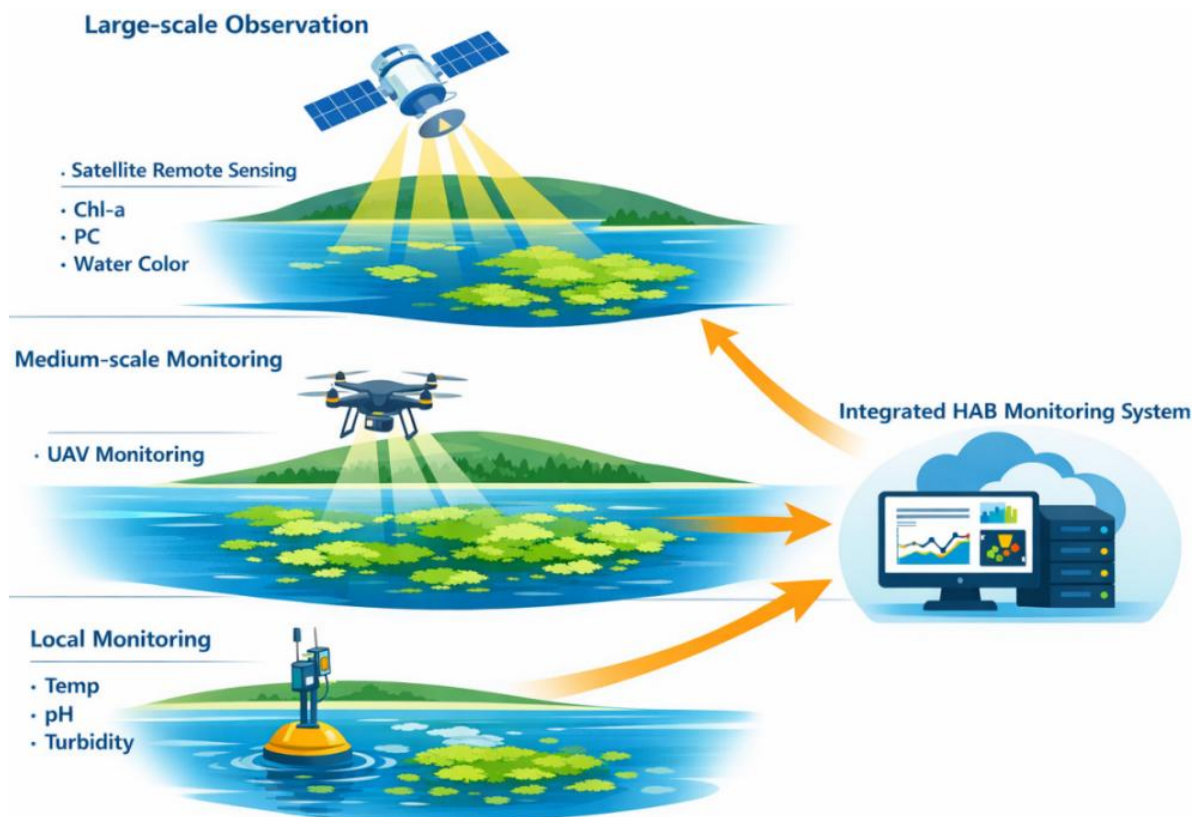 Large-scale Observation
· Satellite Remote Sensing
· Chl-a
· PC
· Water Color
Medium-scale Monitoring
· UAV Monitoring
Integrated HAB Monitoring System
Local Monitoring
· Temp
· pH
· Turbidity